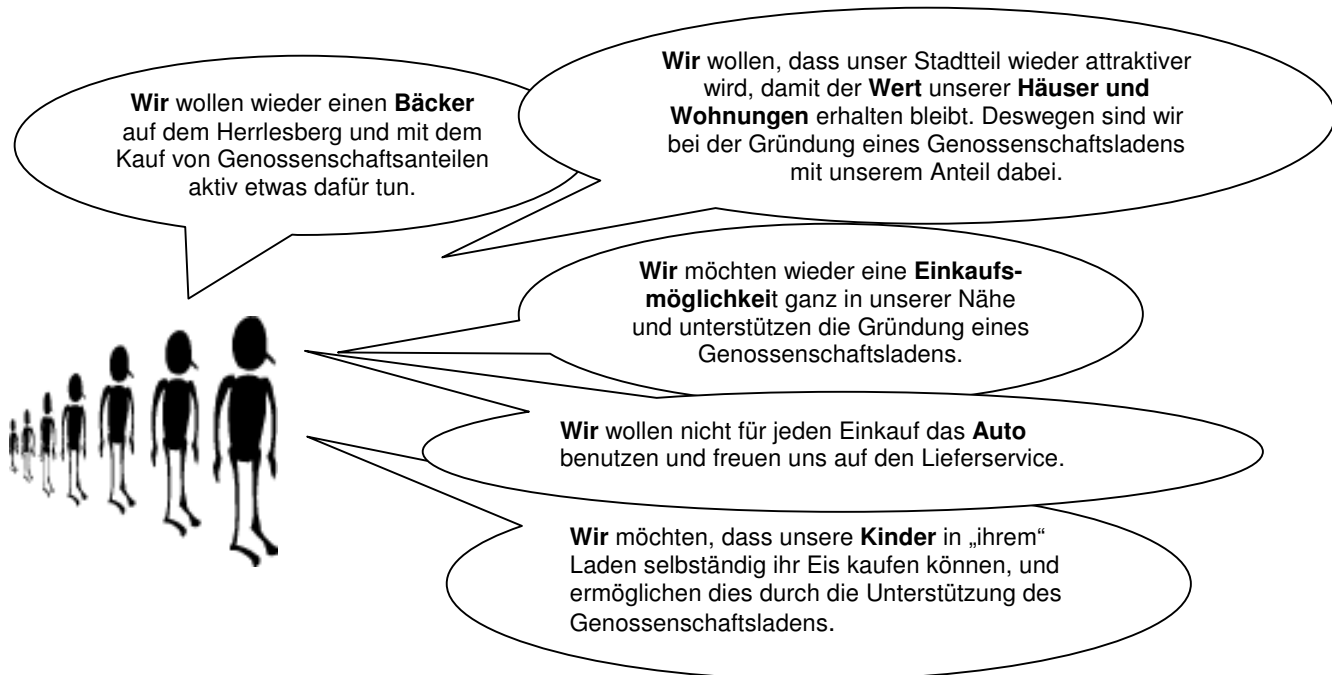 Wir wollen wieder einen Bäcker
auf dem Herrlesberg und mit dem
Kauf von Genossenschaftsanteilen
aktiv etwas dafür tun.
Wir wollen, dass unser Stadtteil wieder attraktiver
wird, damit der Wert unserer Häuser und
Wohnungen erhalten bleibt. Deswegen sind wir
bei der Gründung eines Genossenschaftsladens
mit unserem Anteil dabei.
Wir möchten wieder eine Einkaufs-
möglichkeit ganz in unserer Nähe
und unterstützen die Gründung eines
Genossenschaftsladens.
Wir wollen nicht für jeden Einkauf das Auto
benutzen und freuen uns auf den Lieferservice.
Wir möchten, dass unsere Kinder in „ihrem“
Laden selbständig ihr Eis kaufen können, und
ermöglichen dies durch die Unterstützung des
Genossenschaftsladens.